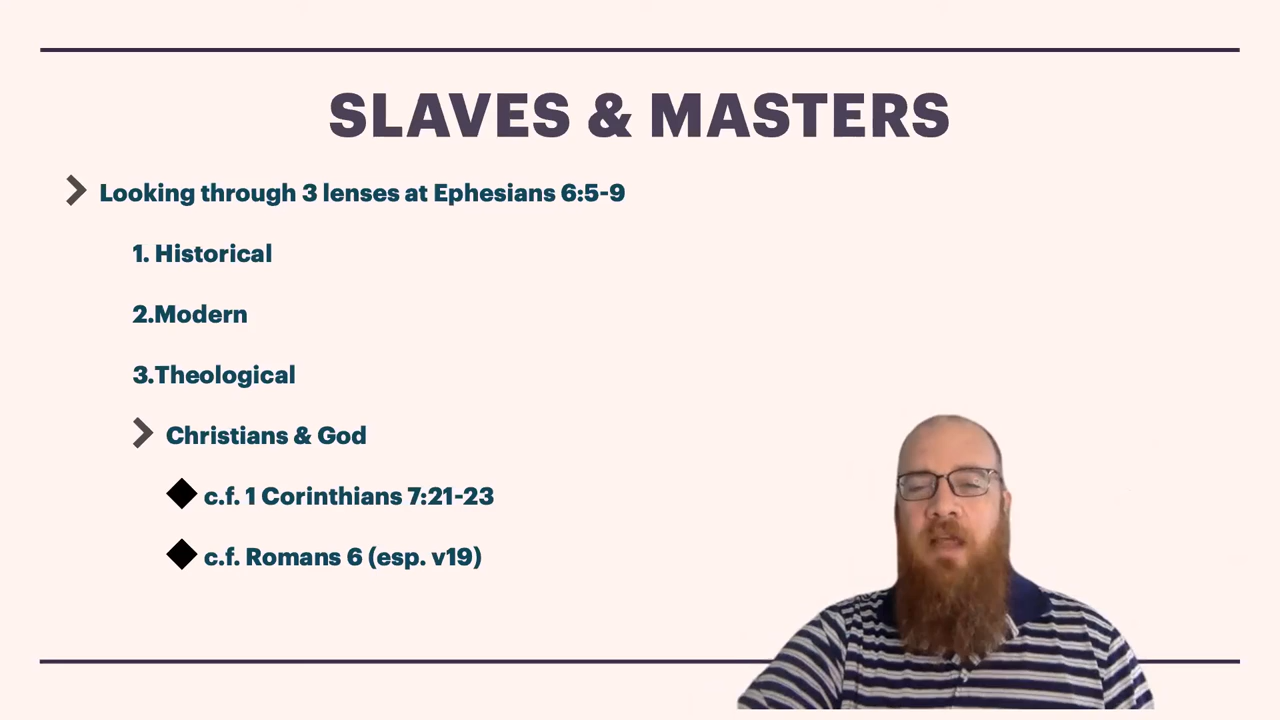 SLAVES & MASTERS
Looking through 3 lenses at Ephesians 6:5-9
1. Historical
2.Modern
3.Theological
Christians & God
c.f. 1 Corinthians 7:21-23
c.f. Romans 6 (esp. v19)